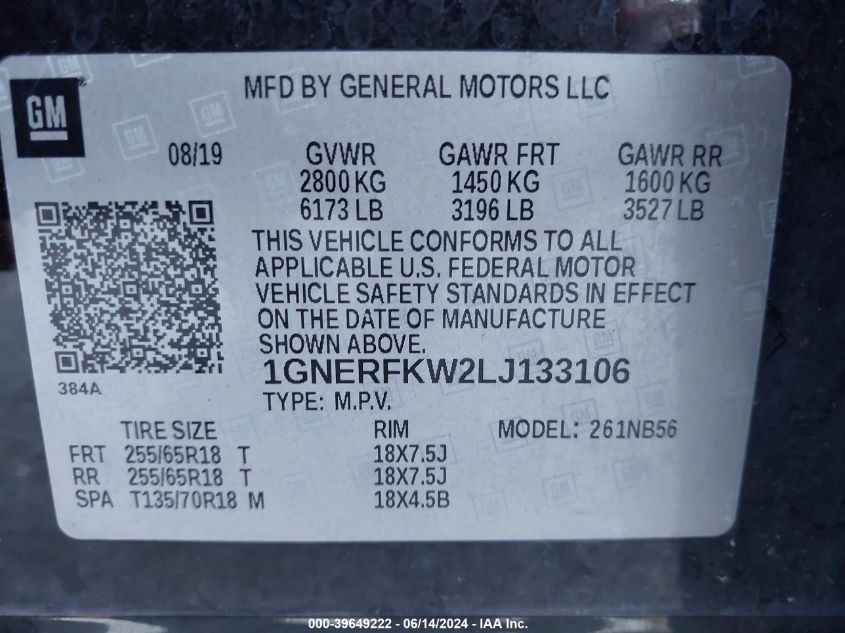 GM
MFD BY GENERAL MOTORS LLC
08/19 GVWR GAWR FRT GAWR RR
2800 KG 1450 KG 1600 KG
6173 LB 3196 LB 3527 LB
THIS VEHICLE CONFORMS TO ALL
APPLICABLE U.S. FEDERAL MOTOR
VEHICLE SAFETY STANDARDS IN EFFECT
ON THE DATE OF MANUFACTURE
SHOWN ABOVE.
1GNERFKW2LJ133106
384A
TYPE: M.P.V.
TIRE SIZE RIM MODEL: 261NB56
FRT 255/65R18 T 18X7.5J
RR 255/65R18 T 18X7.5J
SPA T135/70R18 M 18X4.5B
000-39649222 - 06/14/2024 - IAA Inc.